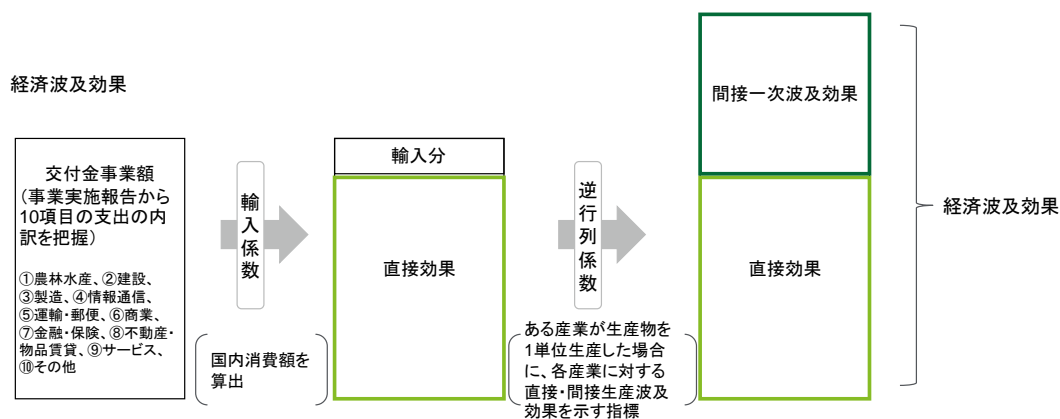 経済波及効果
交付金事業額
(事業実施報告から
10項目の支出の内
訳を把握)
①農林水産、②建設、
③製造、④情報通信、
⑤運輸・郵便、⑥商業、
⑦金融・保険、⑧不動産・
物品賃貸、⑨サービス、
⑩その他
輸入係数
国内消費額を
算出
輸入分
直接効果
逆行列係数
ある産業が生産物を
1単位生産した場合
に、各産業に対する
直接・間接生産波及
効果を示す指標
間接一次波及効果
直接効果
経済波及効果